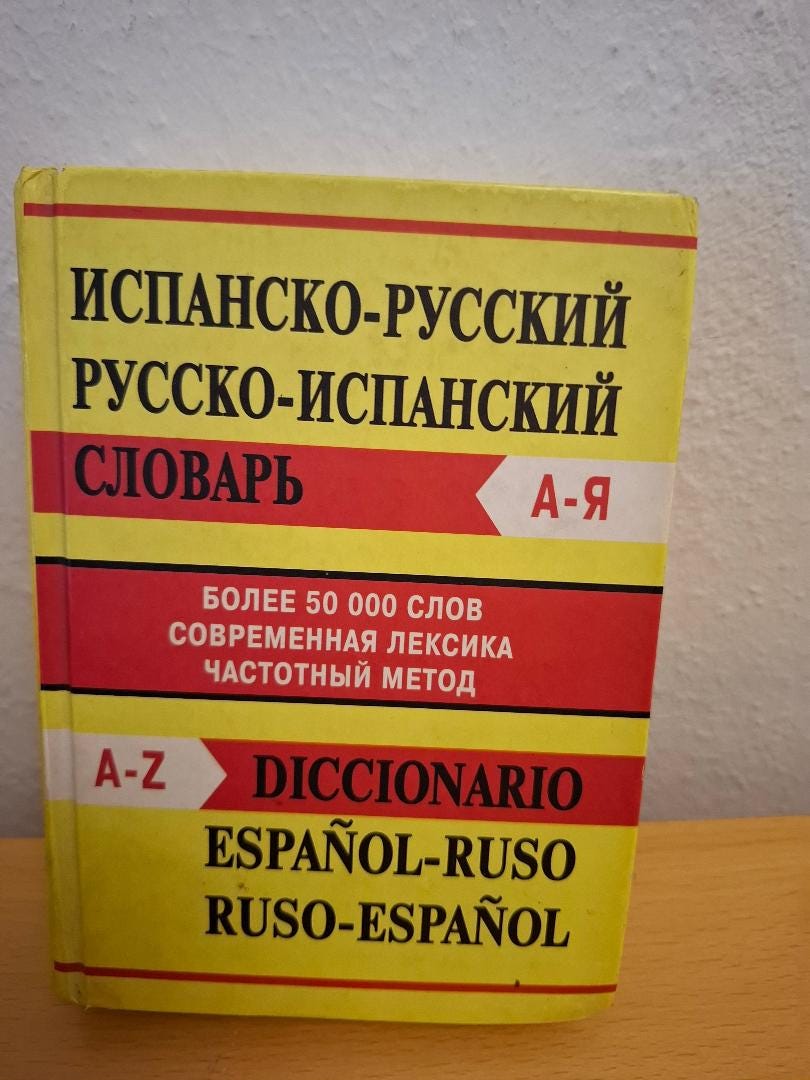 ИСПАНСКО-РУССКИЙ
РУССКО-ИСПАНСКИЙ
СЛОВАРЬ
А-Я
БОЛЕЕ 50 000 СЛОВ
СОВРЕМЕННАЯ ЛЕКСИКА
ЧАСТОТНЫЙ МЕТОД
A-Z
DICCIONARIO
ESPAÑOL-RUSO
RUSO-ESPAÑOL